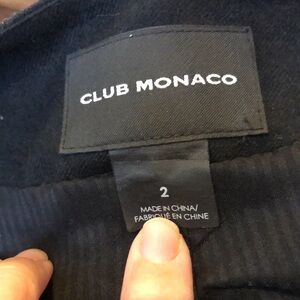 CLUB MONACO
2
MADE IN CHINA/
FABRIQUÉ EN CHINE